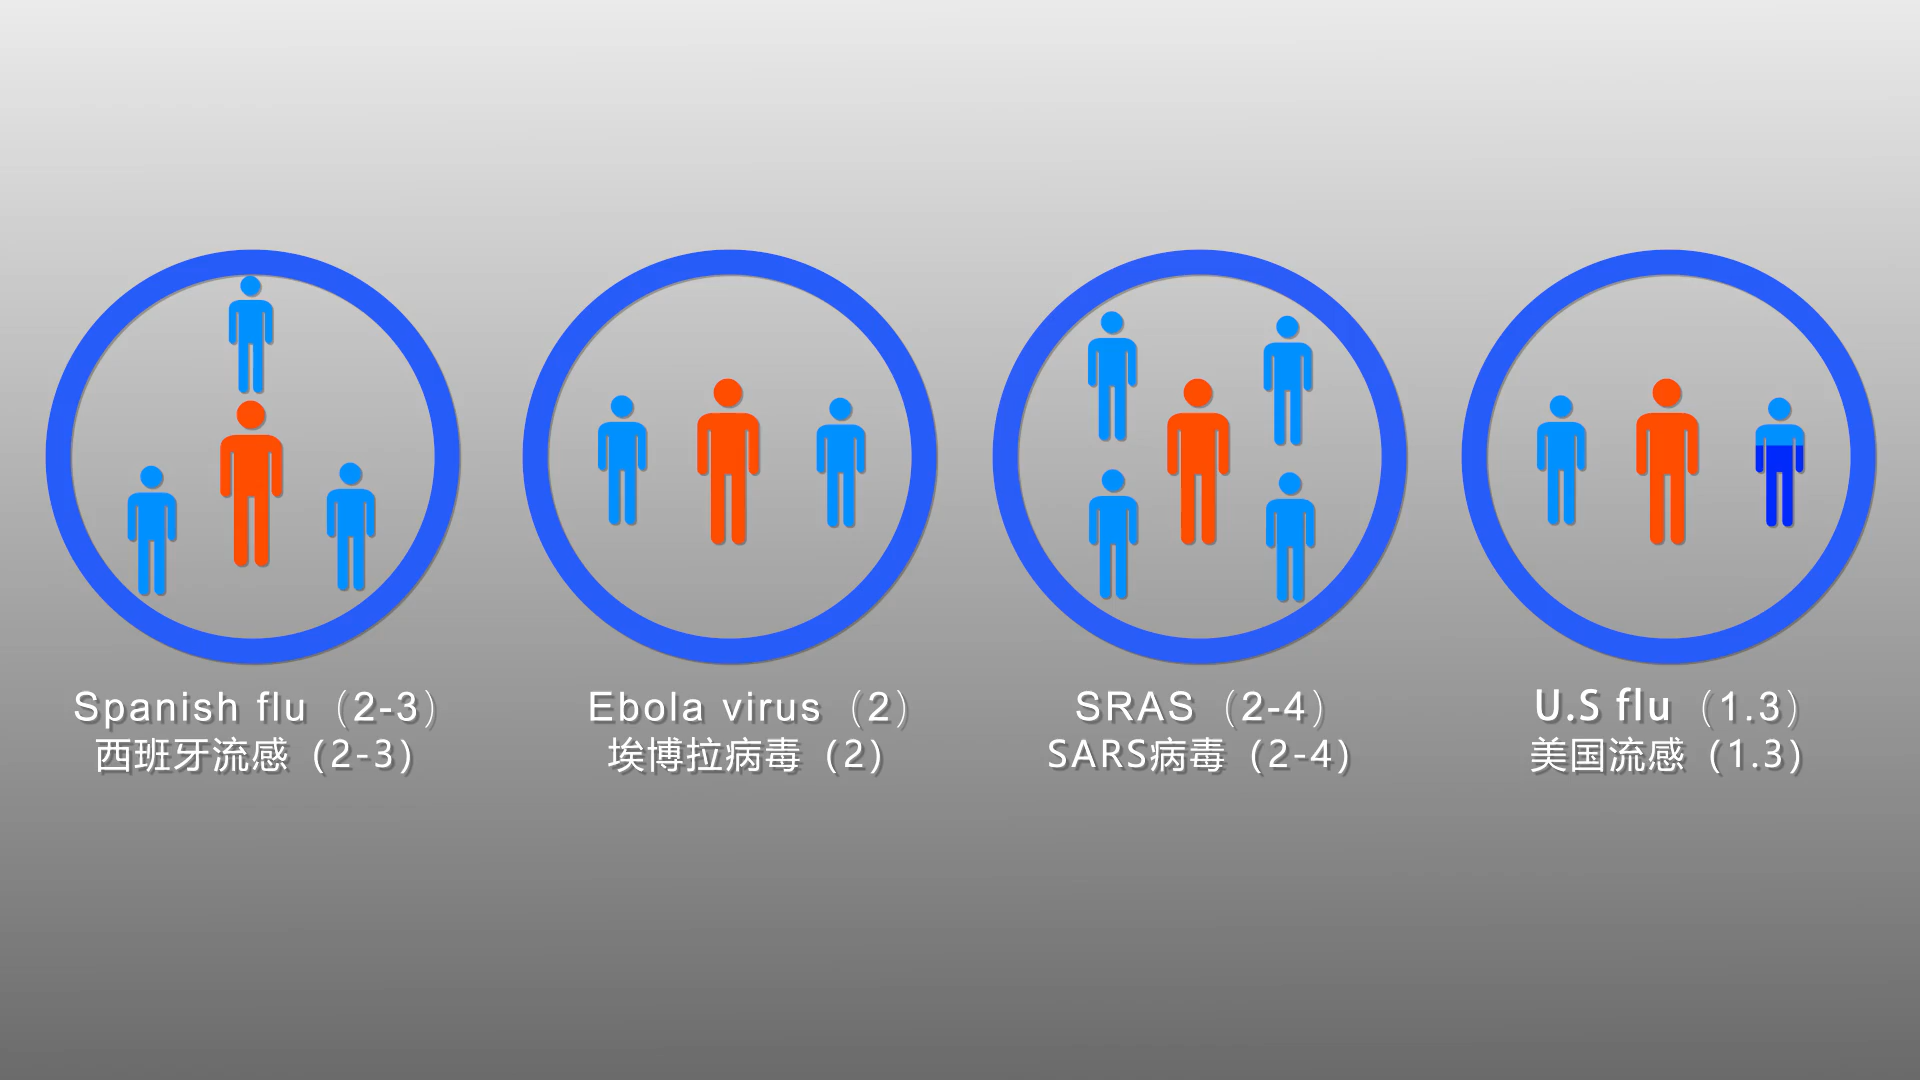 Spanish flu（2-3）
西班牙流感（2-3）
Ebola virus（2）
埃博拉病毒（2）
SRAS（2-4）
SARS病毒（2-4）
U.S flu（1.3）
美国流感（1.3）